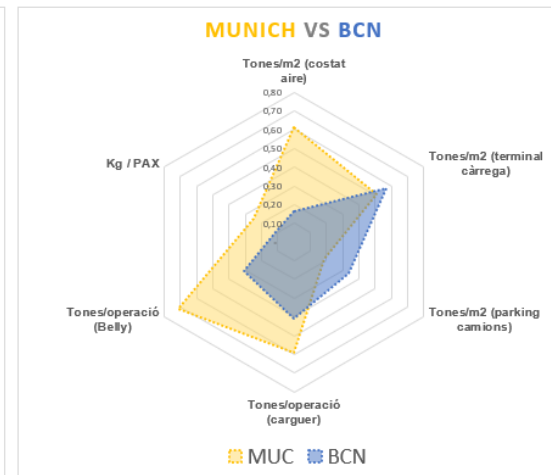 MUNICH VS BCN
Tones/m2 (costat
aire)
0,80
0,70
0,60
0,50
0,40
0,30
0,20
0,10
Kg / PAX
Tones/m2 (terminal
càrrega)
Tones/operació
(Belly)
Tones/m2 (parking
camions)
Tones/operació
(carguer)
MUC BCN